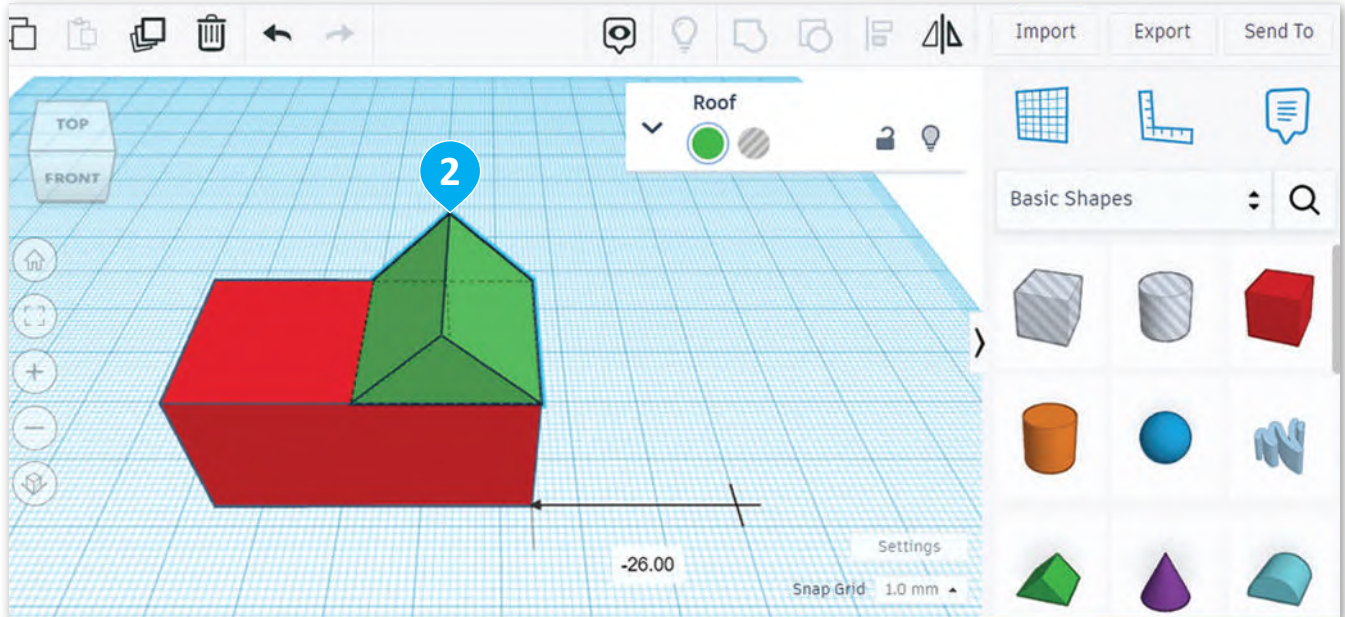 Import Export Send To
TOP
FRONT
2
Roof
Basic Shapes
-26.00
Settings
Snap Grid 1.0 mm